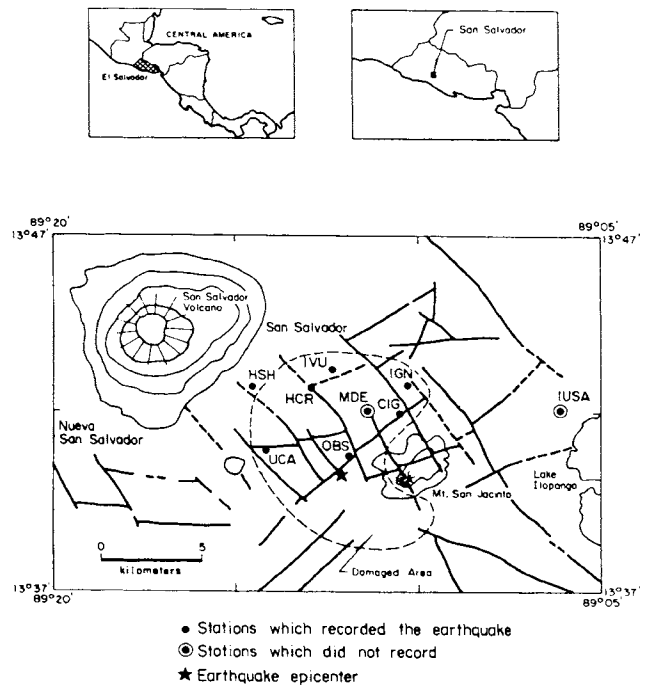 CENTRAL AMERICA
El Salvador
San Salvador
89°20'
89°05'
13°47'
13°47'
San Salvador
Volcano
San Salvador
IVU
HSH
HCR
MDE
IGN
CIG
IUSA
Nueva
San Salvador
UCA
OBS
Mt. San Jacinto
Lake
Ilopango
0 5
kilometers
Damaged Area
13°37'
13°37'
89°20'
89°05'
Stations which recorded the earthquake
Stations which did not record
Earthquake epicenter